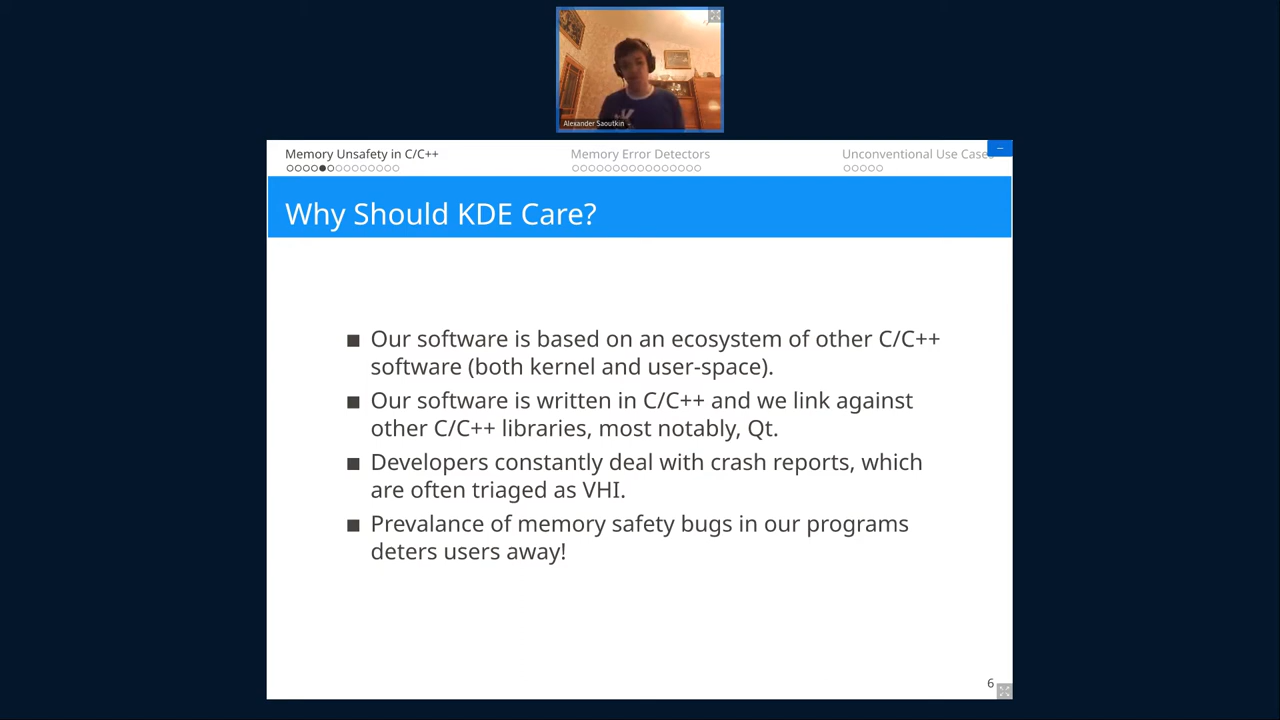 Alexander Saoutkin
Memory Unsafety in C/C++
Memory Error Detectors
Unconventional Use Cases
Why Should KDE Care?
Our software is based on an ecosystem of other C/C++
software (both kernel and user-space).
Our software is written in C/C++ and we link against
other C/C++ libraries, most notably, Qt.
Developers constantly deal with crash reports, which
are often triaged as VHI.
Prevalance of memory safety bugs in our programs
deters users away!
6